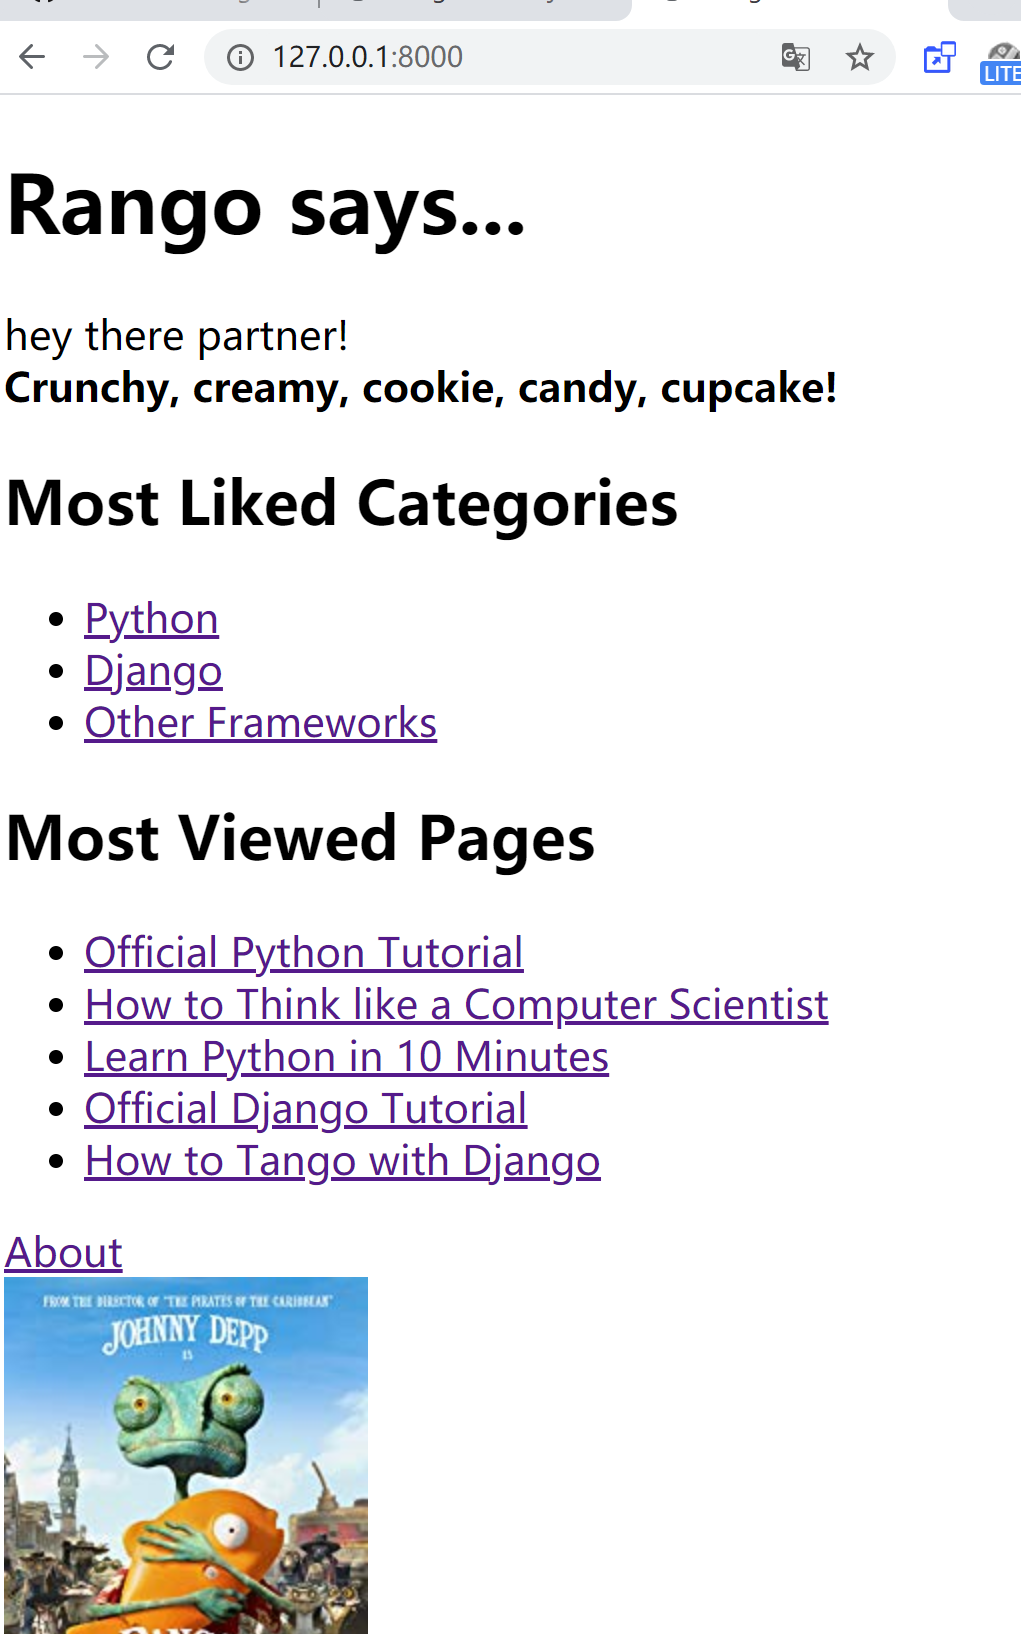 127.0.0.1:8000
LITE
Rango says...
hey there partner!
Crunchy, creamy, cookie, candy, cupcake!
Most Liked Categories
Python
Django
Other Frameworks
Most Viewed Pages
Official Python Tutorial
How to Think like a Computer Scientist
Learn Python in 10 Minutes
Official Django Tutorial
How to Tango with Django
About
FROM THE DIRECTOR OF "THE PIRATES OF THE CARIBBEAN"
JOHNNY DEPP
IS